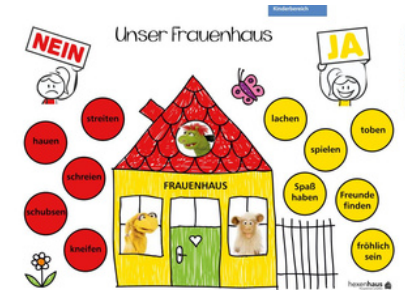 Kinderbereich
Unser Frauenhaus
NEIN
JA
streiten
hauen
schreien
schubsen
kneifen
FRAUENHAUS
lachen
toben
spielen
Spaß
haben
Freunde
finden
fröhlich
sein
hexenhaus